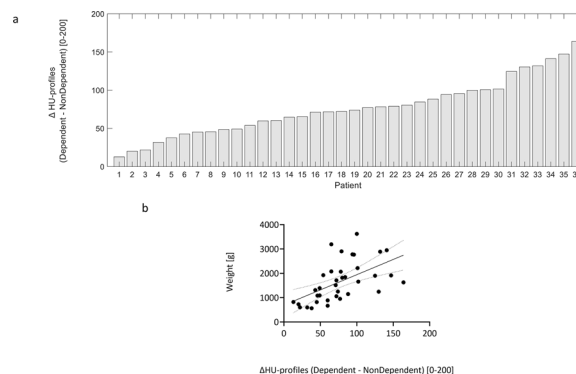 a
Δ HU-profiles
(Dependent - NonDependent) [0-200]
200
150
100
50
0
1 2 3 4 5 6 7 8 9 10 11 12 13 14 15 16 17 18 19 20 21 22 23 24 25 26 27 28 29 30 31 32 33 34 35
Patient
b
Weight [g]
4000
3000
2000
1000
0
0 50 100 150 200
ΔHU-profiles (Dependent - NonDependent) [0-200]